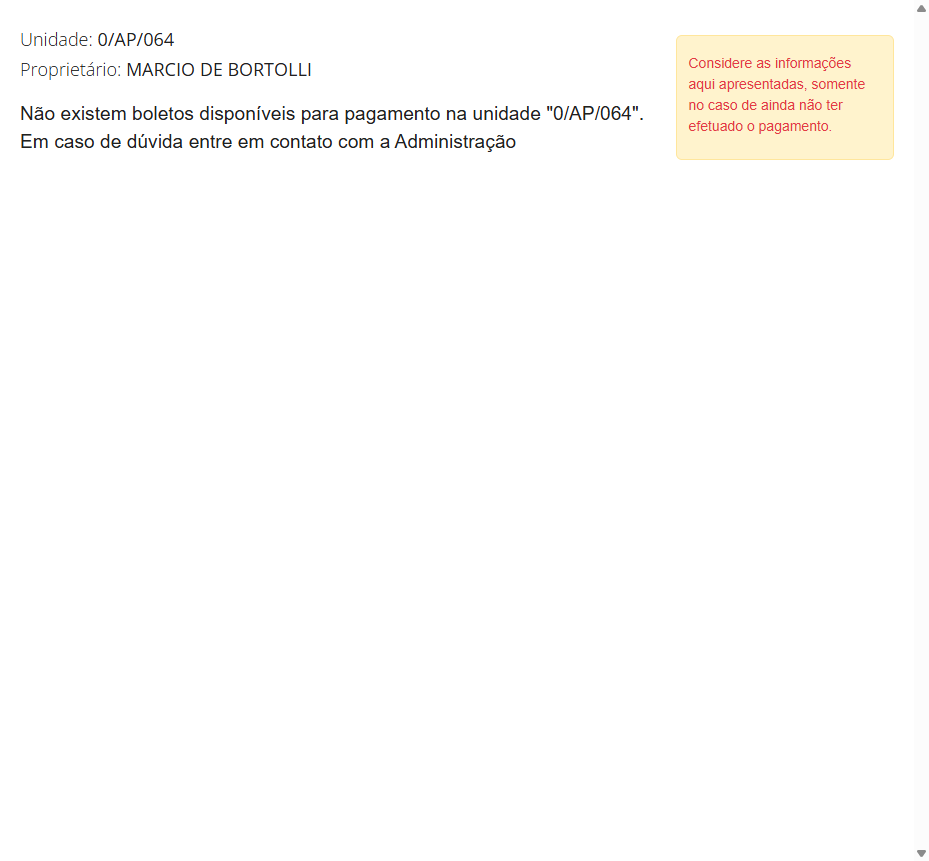 Unidade: 0/AP/064
Proprietário: MARCIO DE BORTOLLI
Não existem boletos disponíveis para pagamento na unidade "0/AP/064".
Em caso de dúvida entre em contato com a Administração
Considere as informações
aqui apresentadas, somente
no caso de ainda não ter
efetuado o pagamento.